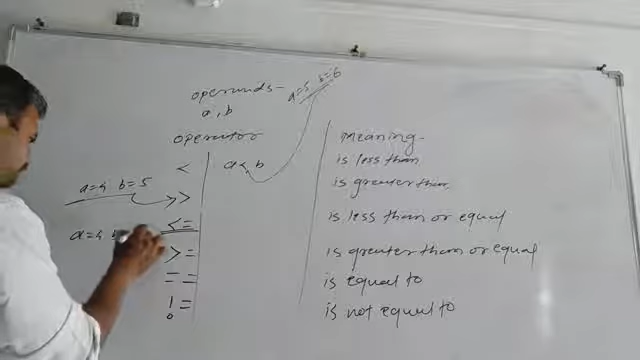 operands-
a, b
a=5 b=6
operator
Meaning-
< a < b is less than
a=5 b=5
> is greater than
<= is less than or equal
>= is greater than or equal
== is equal to
!= is not equal to